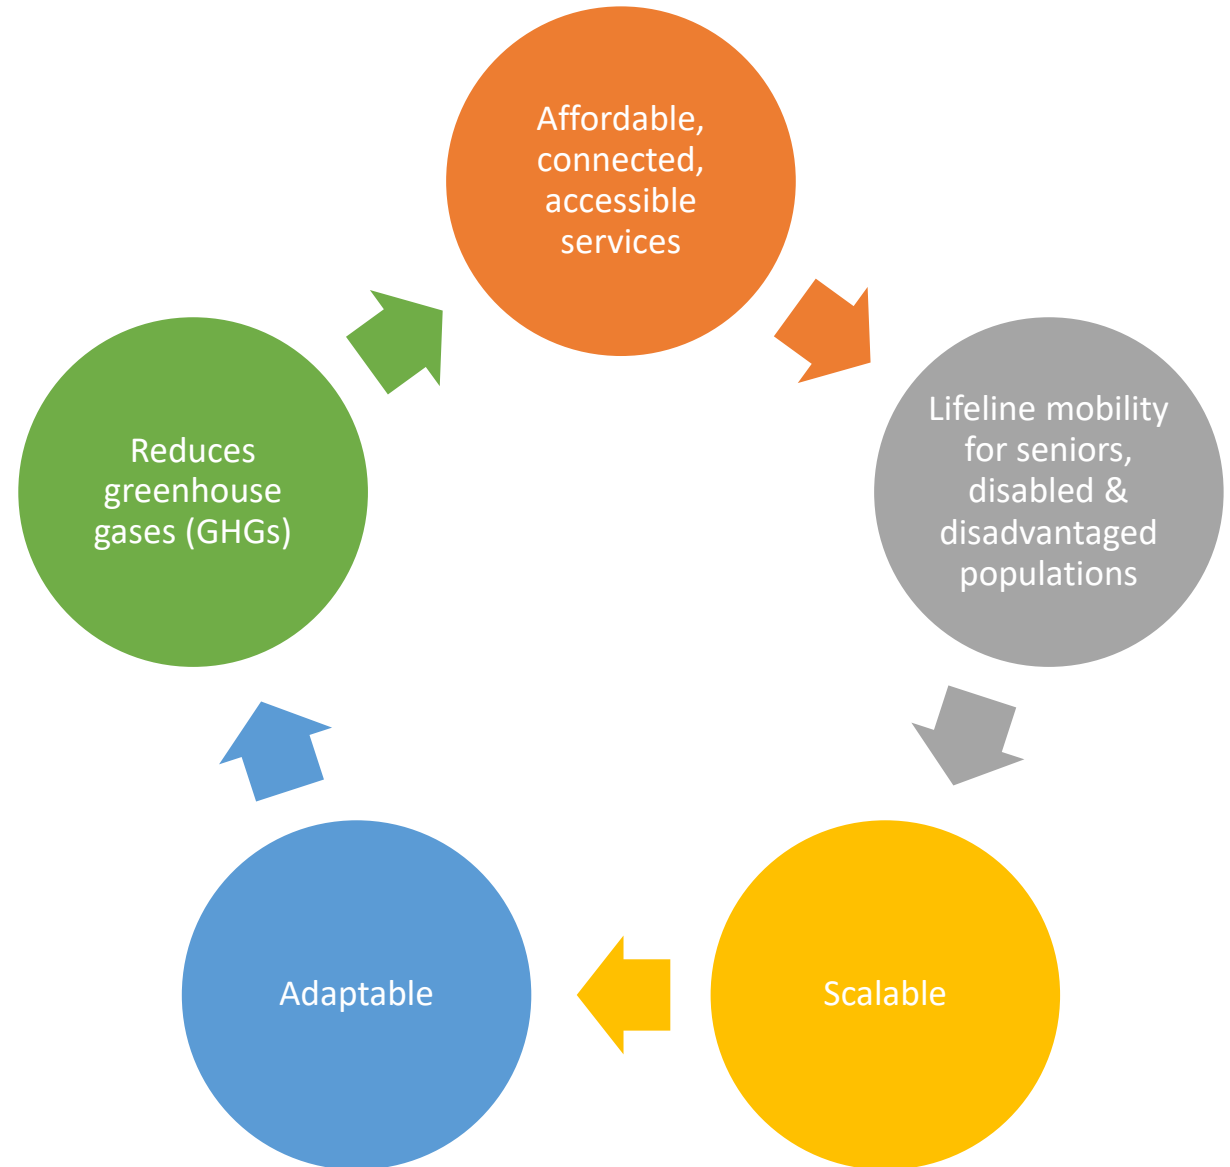 Affordable,
connected,
accessible
services
Lifeline mobility
for seniors,
disabled &
disadvantaged
populations
Scalable
Adaptable
Reduces
greenhouse
gases (GHGs)